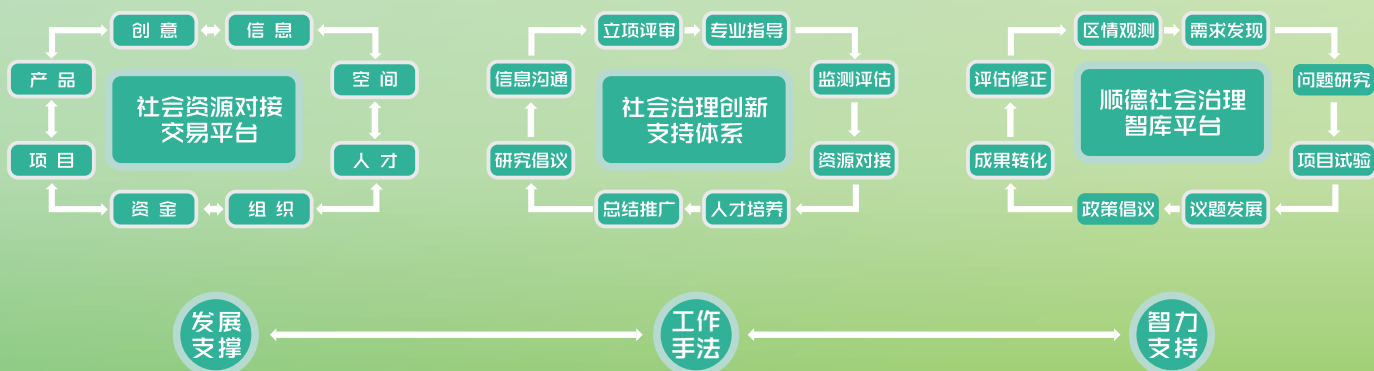 创意
信息
产品
空间
社会资源对接
交易平台
项目
人才
资金
组织
立项评审
专业指导
信息沟通
监测评估
社会治理创新
支持体系
研究倡议
资源对接
总结推广
人才培养
区情观测
需求发现
评估修正
问题研究
顺德社会治理
智库平台
成果转化
项目试验
政策倡议
议题发展
发展
支撑
工作
手法
智力
支持